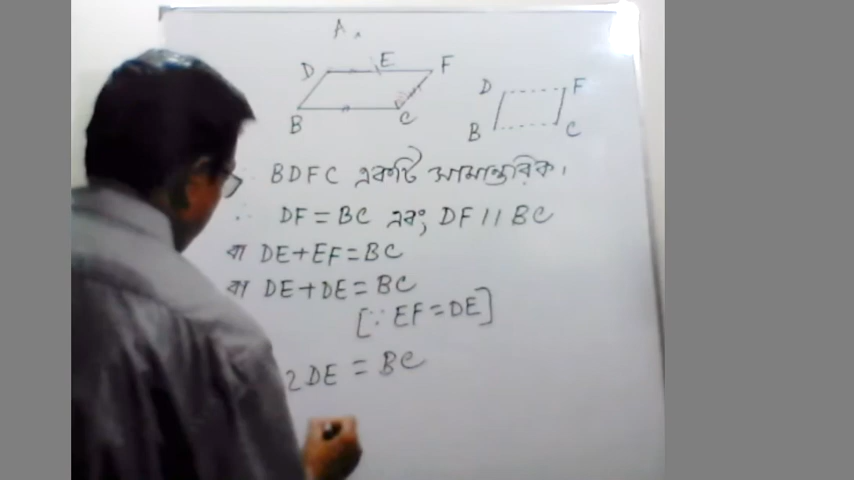 A
D E F
B C
D F
B C
BDFC একটি সামান্তরিক।
∴ DF = BC এবং DF // BC
বা DE+EF=BC
বা DE+DE=BC
[∵ EF=DE]
2DE = BC